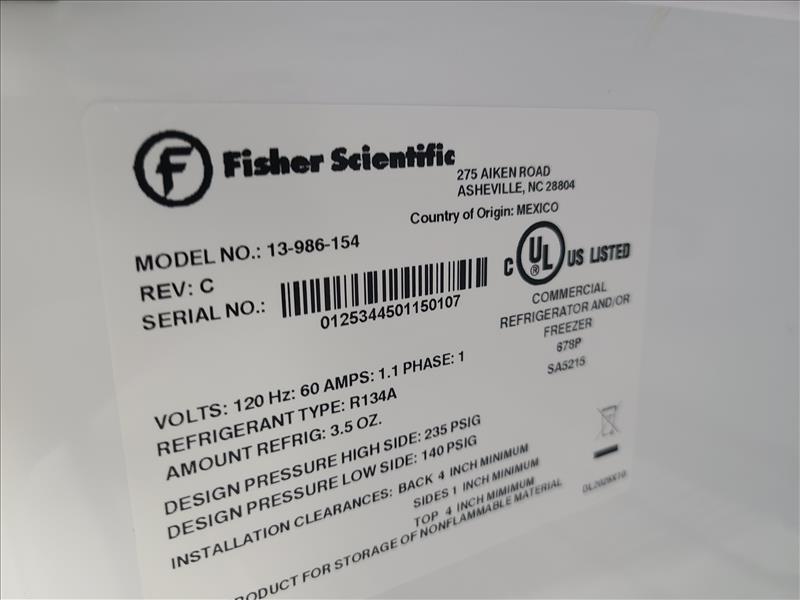 F Fisher Scientific
275 AIKEN ROAD
ASHEVILLE, NC 28804
Country of Origin: MEXICO
MODEL NO.: 13-986-154
REV: C
SERIAL NO.:
0125344501150107
C UL ® US LISTED
COMMERCIAL
REFRIGERATOR AND/OR
FREEZER
678P
SA5215
VOLTS: 120 Hz: 60 AMPS: 1.1 PHASE: 1
REFRIGERANT TYPE: R134A
AMOUNT REFRIG: 3.5 OZ.
DESIGN PRESSURE HIGH SIDE: 235 PSIG
DESIGN PRESSURE LOW SIDE: 140 PSIG
INSTALLATION CLEARANCES: BACK 4 INCH MINIMUM
SIDES 1 INCH MINIMUM
TOP 4 INCH MIMIMUM
FOR STORAGE OF NONFLAMMABLE MATERIAL